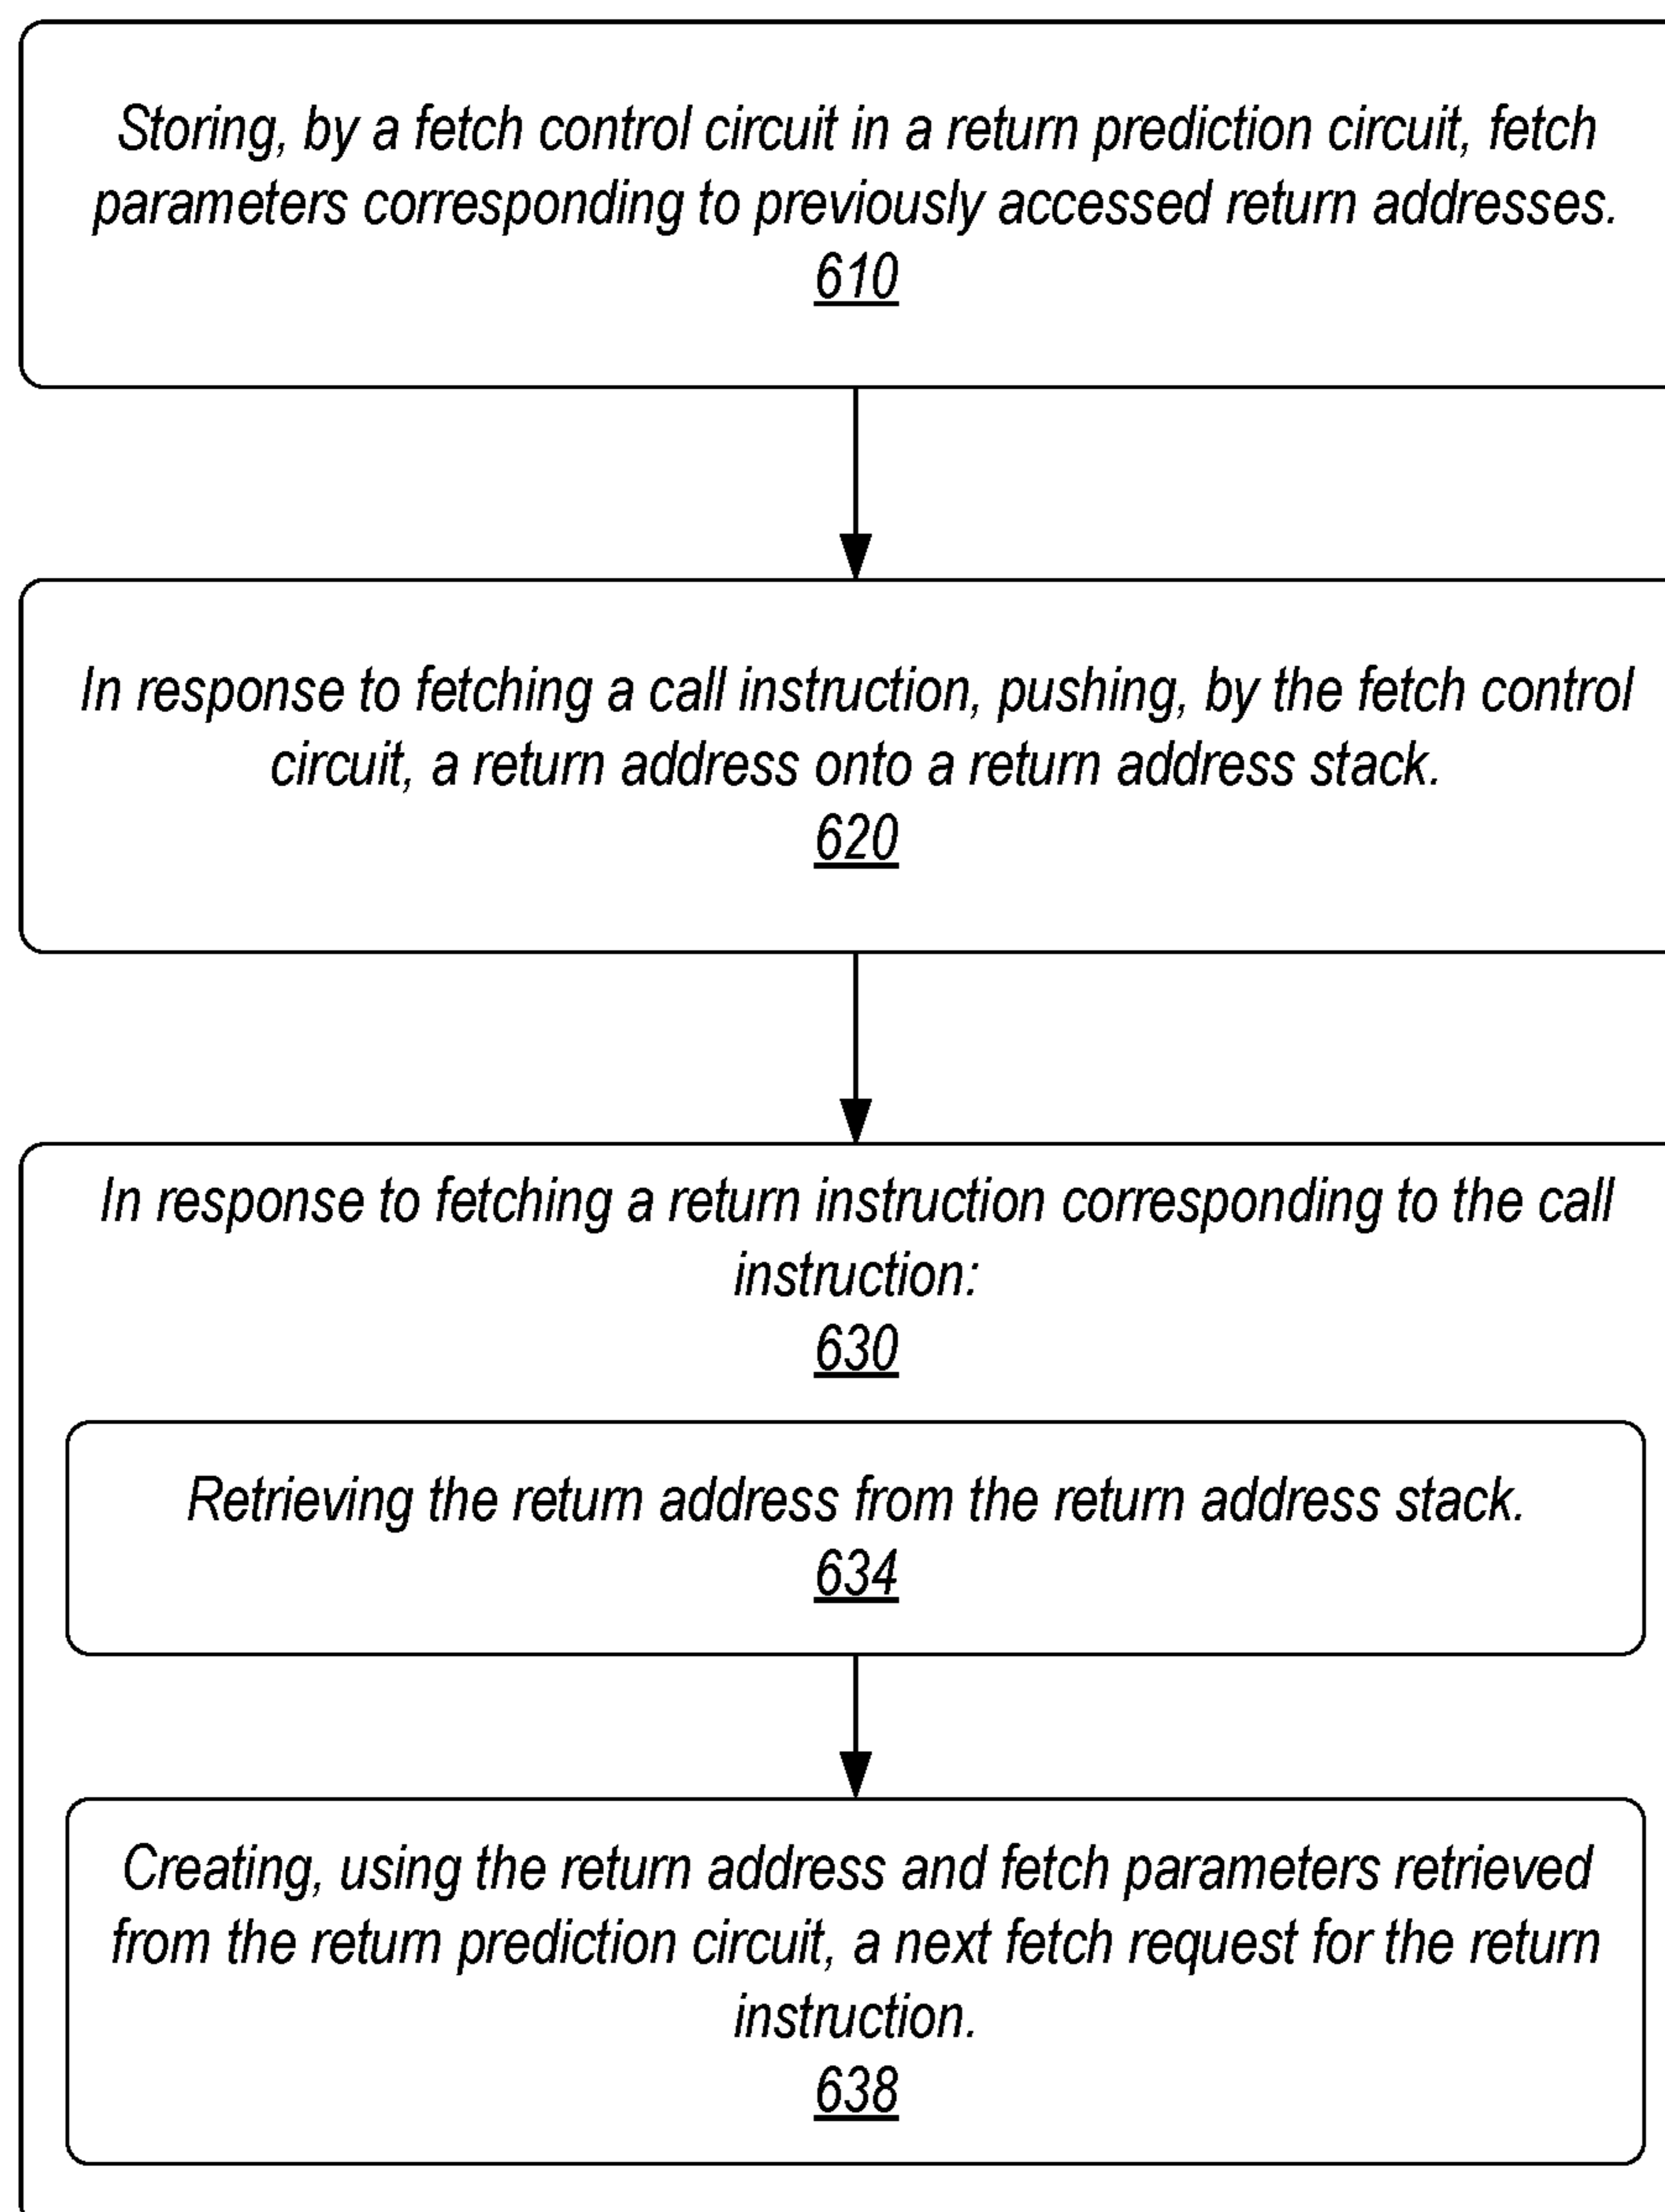 Storing, by a fetch control circuit in a return prediction circuit, fetch
parameters corresponding to previously accessed return addresses.
610
In response to fetching a call instruction, pushing, by the fetch control
circuit, a return address onto a return address stack.
620
In response to fetching a return instruction corresponding to the call
instruction:
630
Retrieving the return address from the return address stack.
634
Creating, using the return address and fetch parameters retrieved
from the return prediction circuit, a next fetch request for the return
instruction.
638